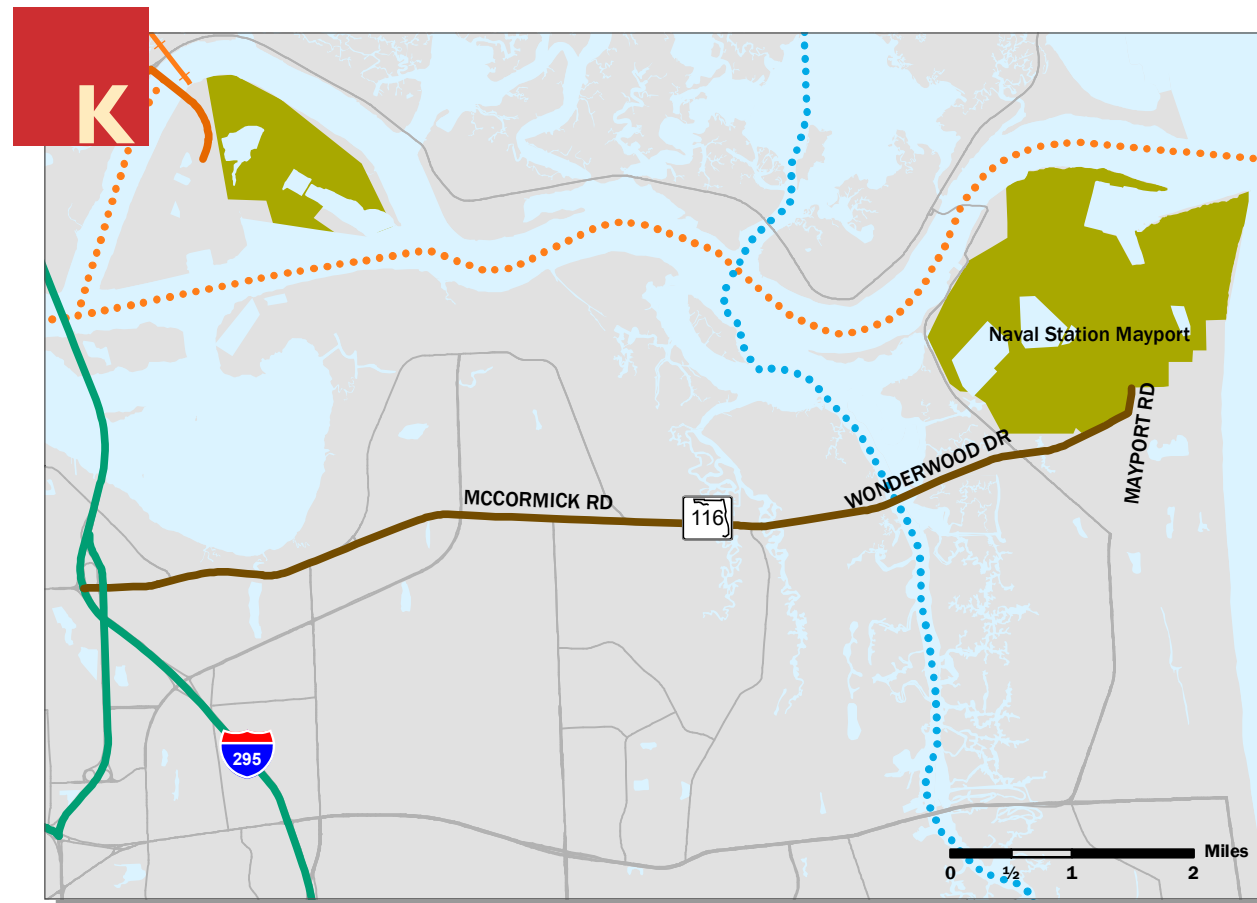 K
Naval Station Mayport
MAYPORT RD
WONDERWOOD DR
MCCORMICK RD
116
295
Miles
0 ½ 1 2